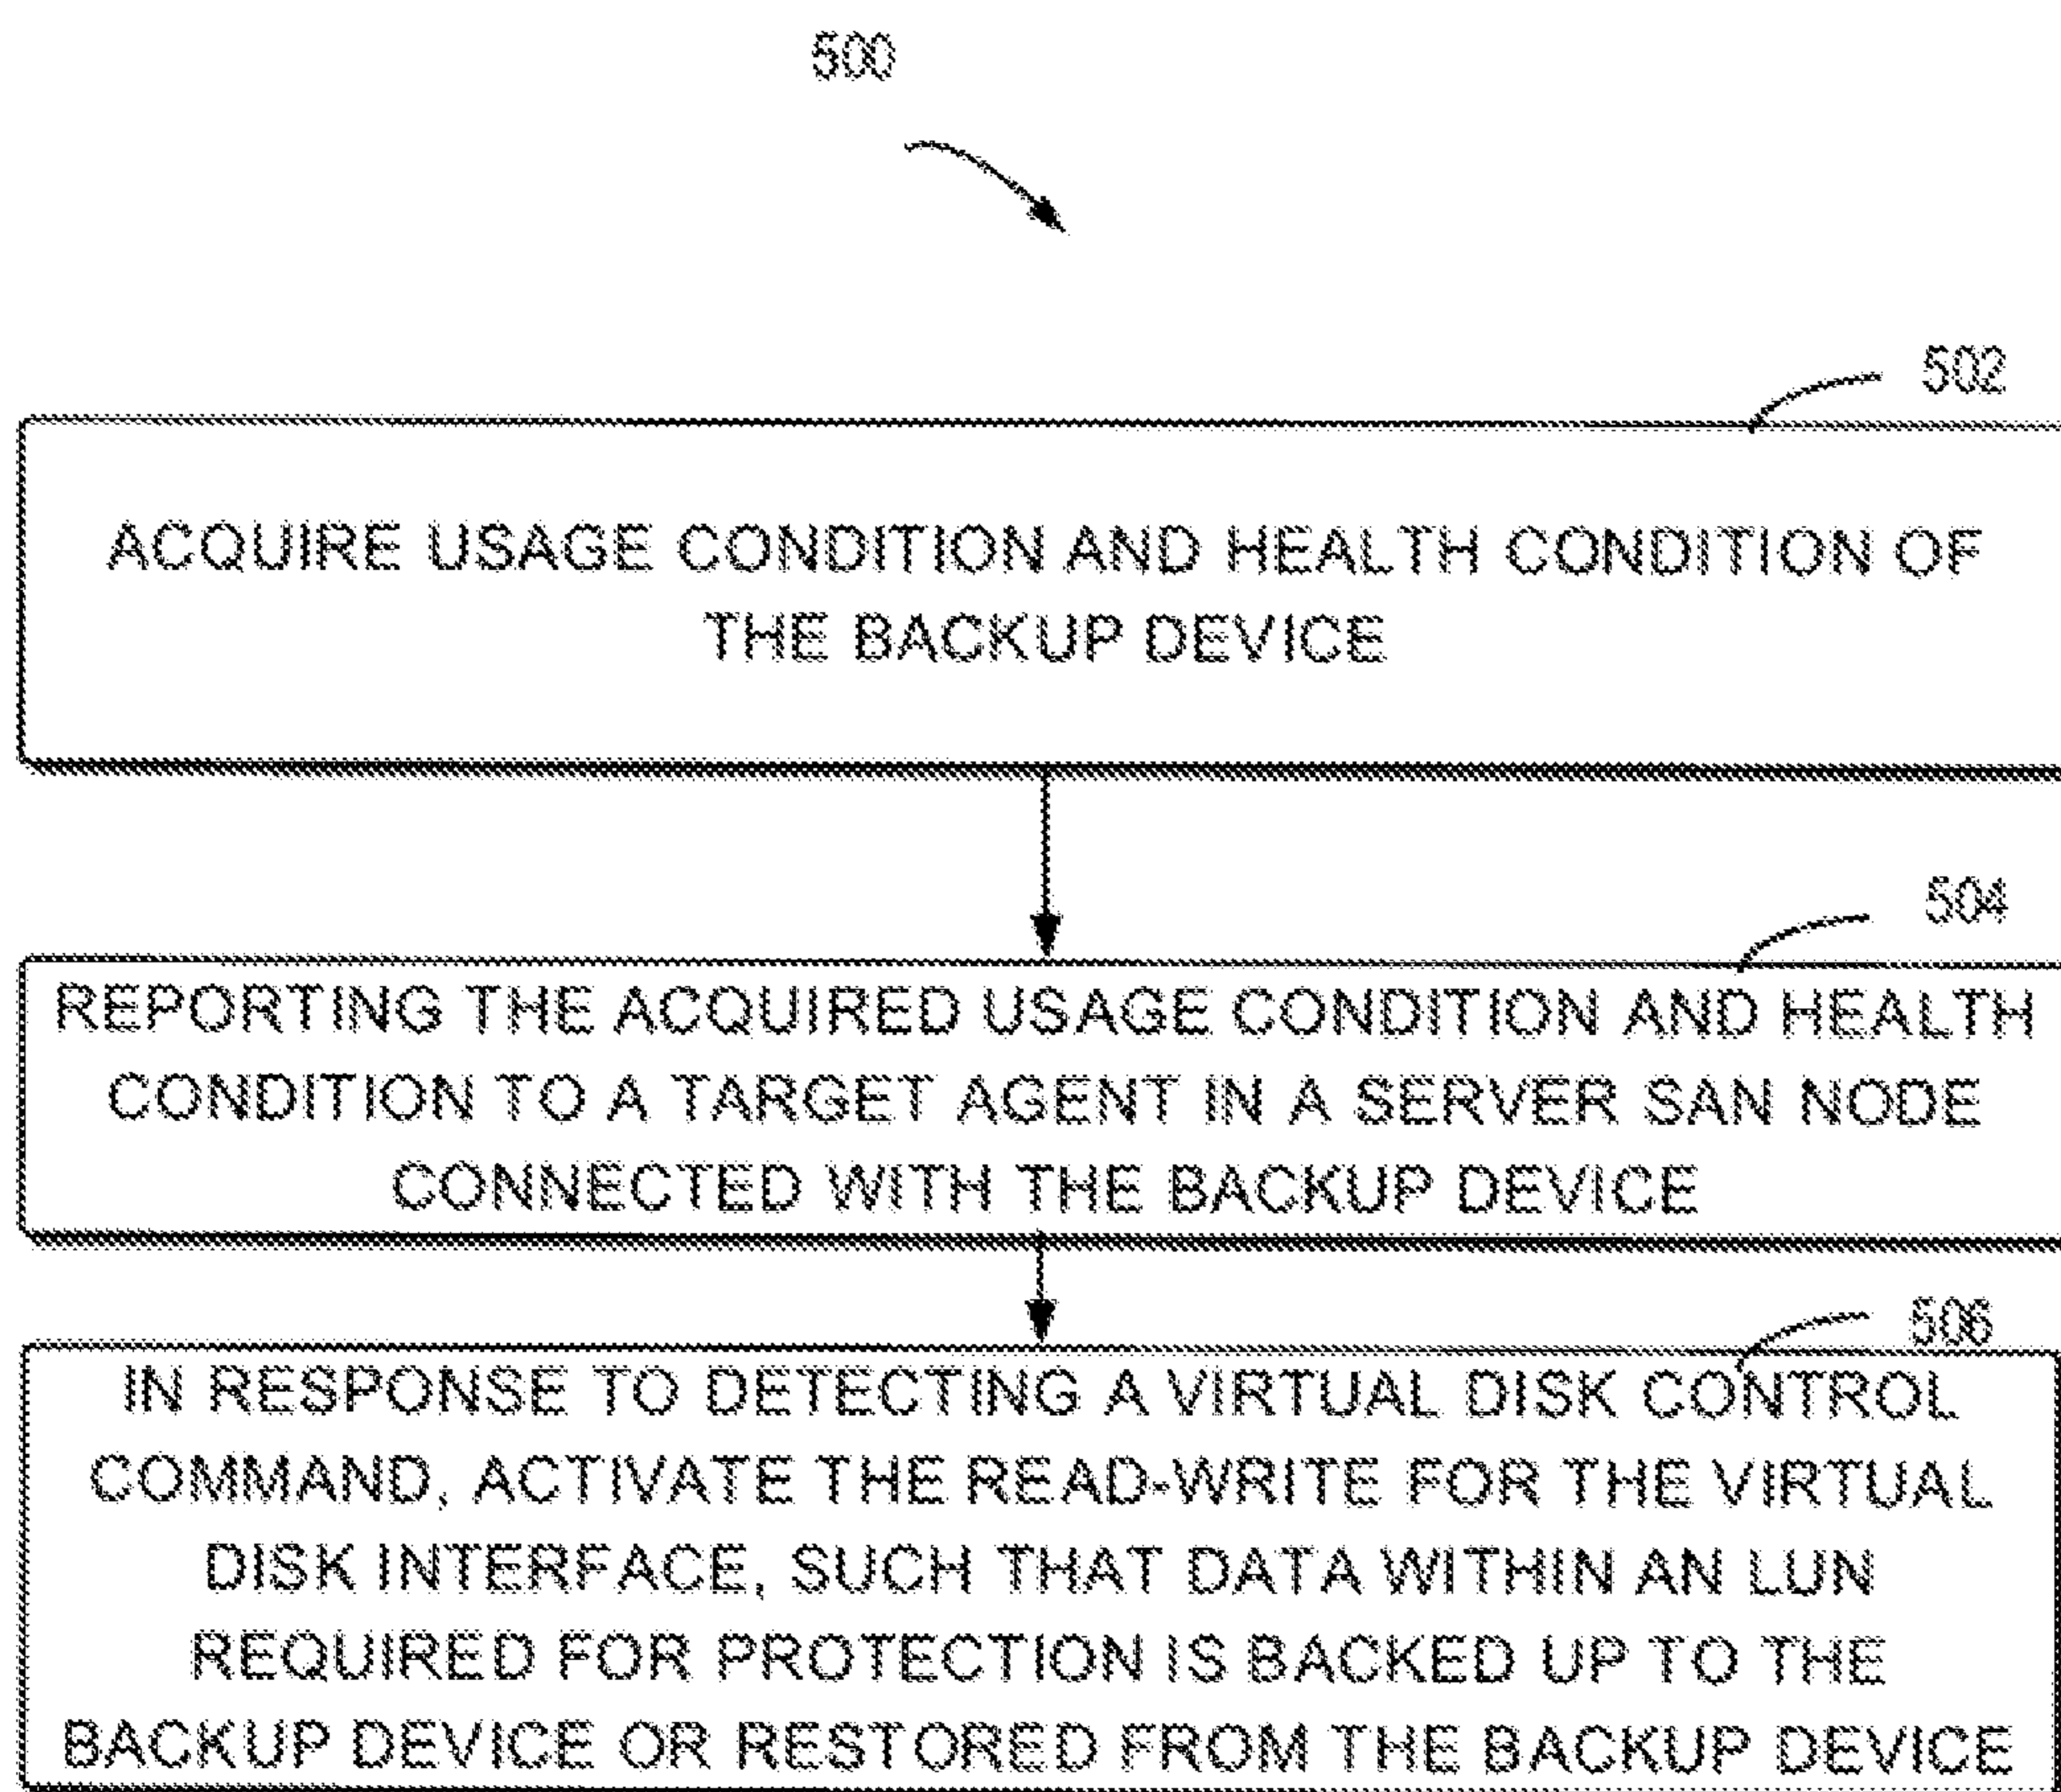 500
502
ACQUIRE USAGE CONDITION AND HEALTH CONDITION OF
THE BACKUP DEVICE
504
REPORTING THE ACQUIRED USAGE CONDITION AND HEALTH
CONDITION TO A TARGET AGENT IN A SERVER SAN NODE
CONNECTED WITH THE BACKUP DEVICE
506
IN RESPONSE TO DETECTING A VIRTUAL DISK CONTROL
COMMAND, ACTIVATE THE READ-WRITE FOR THE VIRTUAL
DISK INTERFACE, SUCH THAT DATA WITHIN AN LUN
REQUIRED FOR PROTECTION IS BACKED UP TO THE
BACKUP DEVICE OR RESTORED FROM THE BACKUP DEVICE